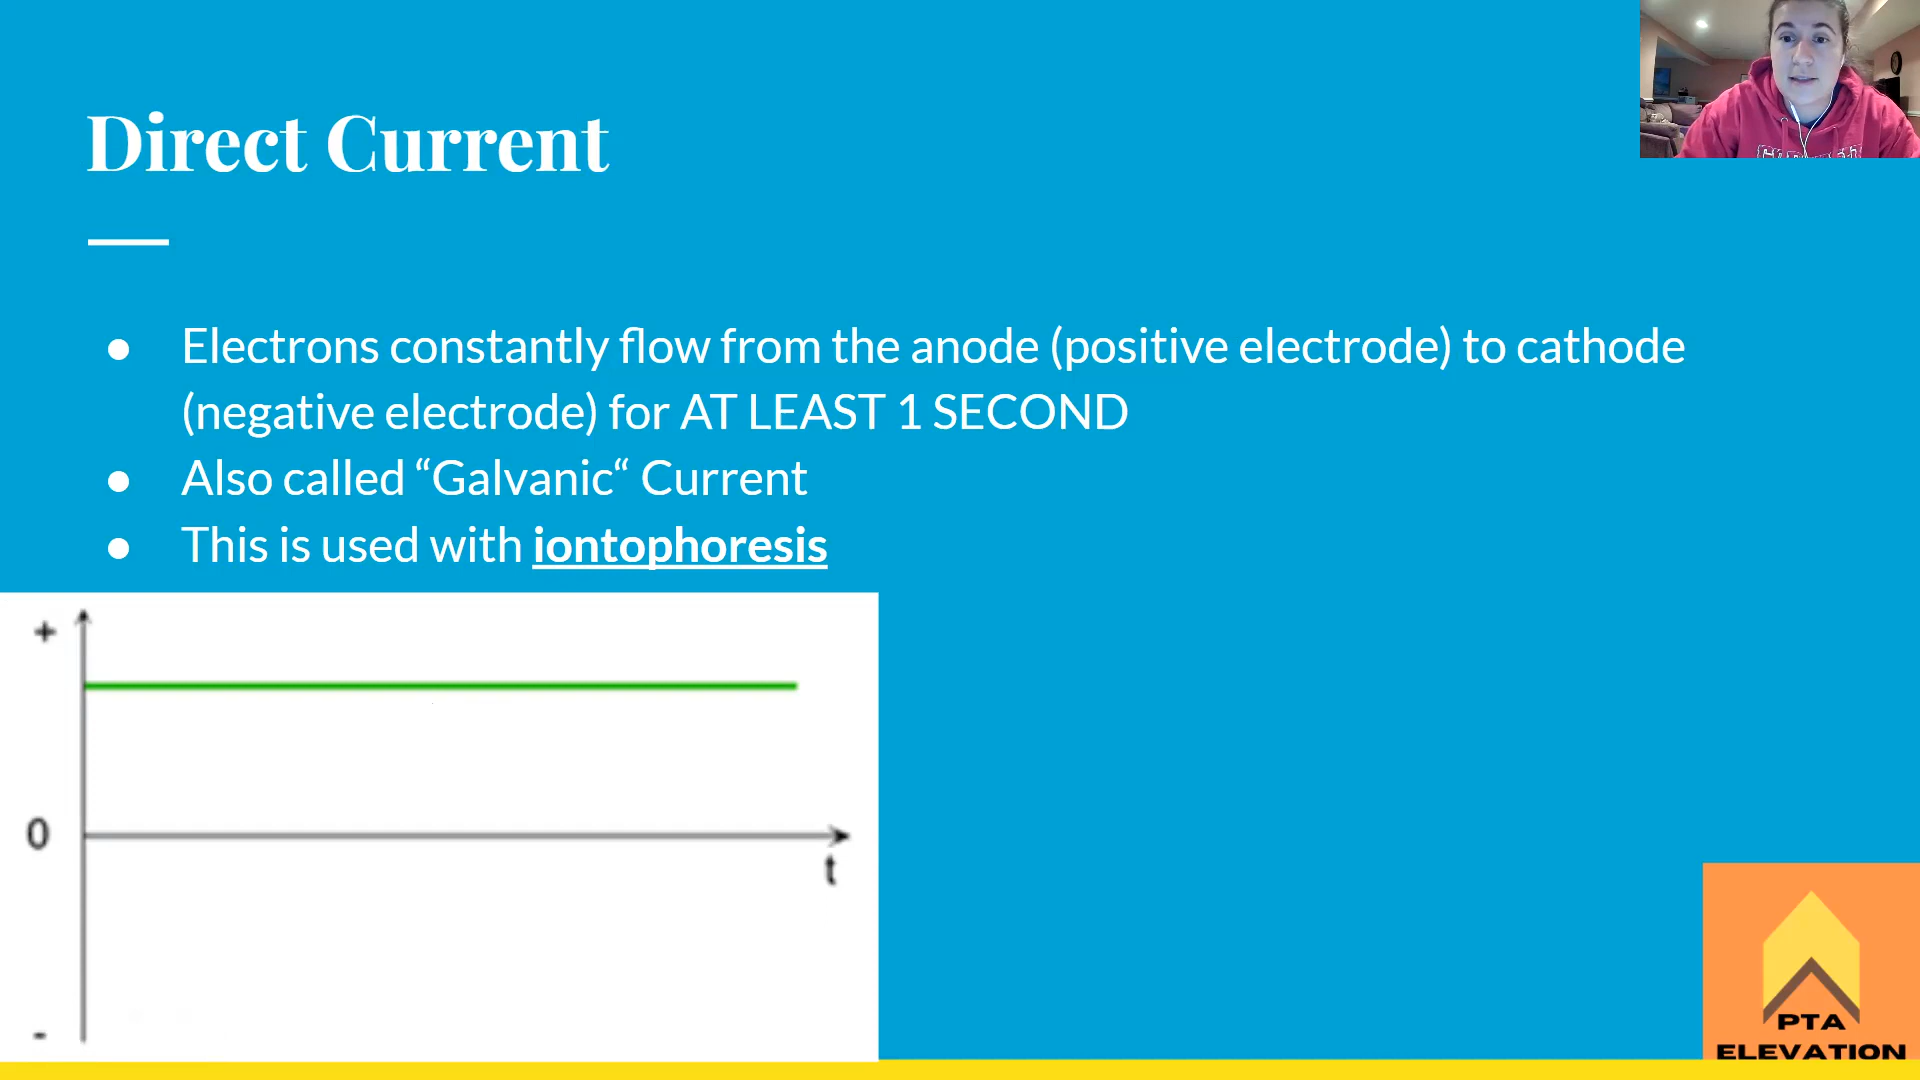 Direct Current
● Electrons constantly flow from the anode (positive electrode) to cathode
(negative electrode) for AT LEAST 1 SECOND
● Also called “Galvanic“ Current
● This is used with iontophoresis
+
0
t
-
PTA
ELEVATION